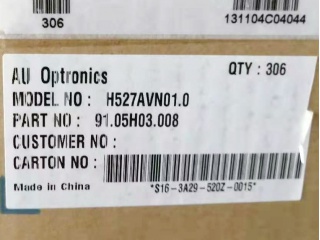 306
131104C04044
AU Optronics
QTY : 306
MODEL NO : H527AVN01.0
PART NO : 91.05H03.008
CUSTOMER NO :
CARTON NO :
Made in China
*S16-3A29-520Z-0015*